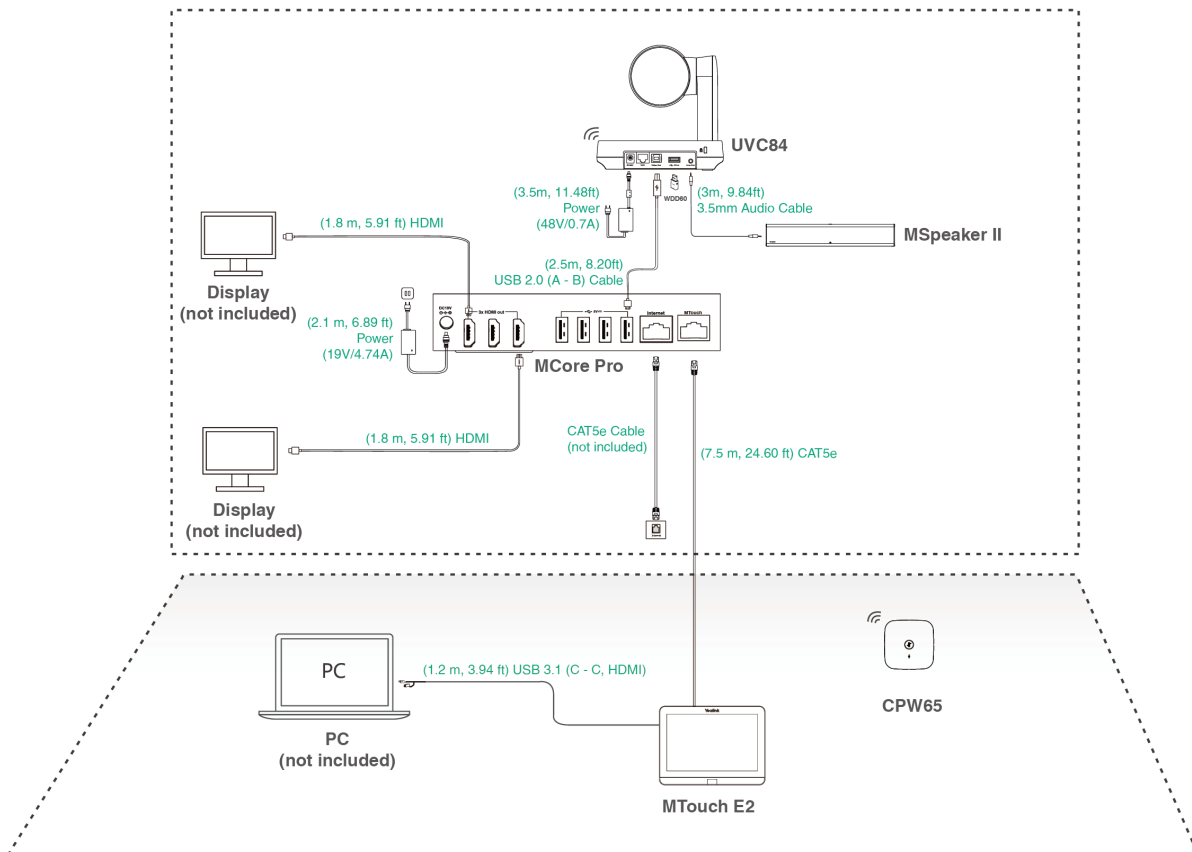 UVC84
(3.5m, 11.48ft)
Power
(48V/0.7A)
WDD60
(3m, 9.84ft)
3.5mm Audio Cable
MSpeaker II
(1.8 m, 5.91 ft) HDMI
(2.5m, 8.20ft)
USB 2.0 (A - B) Cable
Display
(not included)
(2.1 m, 6.89 ft)
Power
(19V/4.74A)
DC19V
3x HDMI out
Internet
MTouch
MCore Pro
(1.8 m, 5.91 ft) HDMI
CAT5e Cable
(not included)
(7.5 m, 24.60 ft) CAT5e
Display
(not included)
PC
(1.2 m, 3.94 ft) USB 3.1 (C - C, HDMI)
PC
(not included)
Yealink
MTouch E2
CPW65